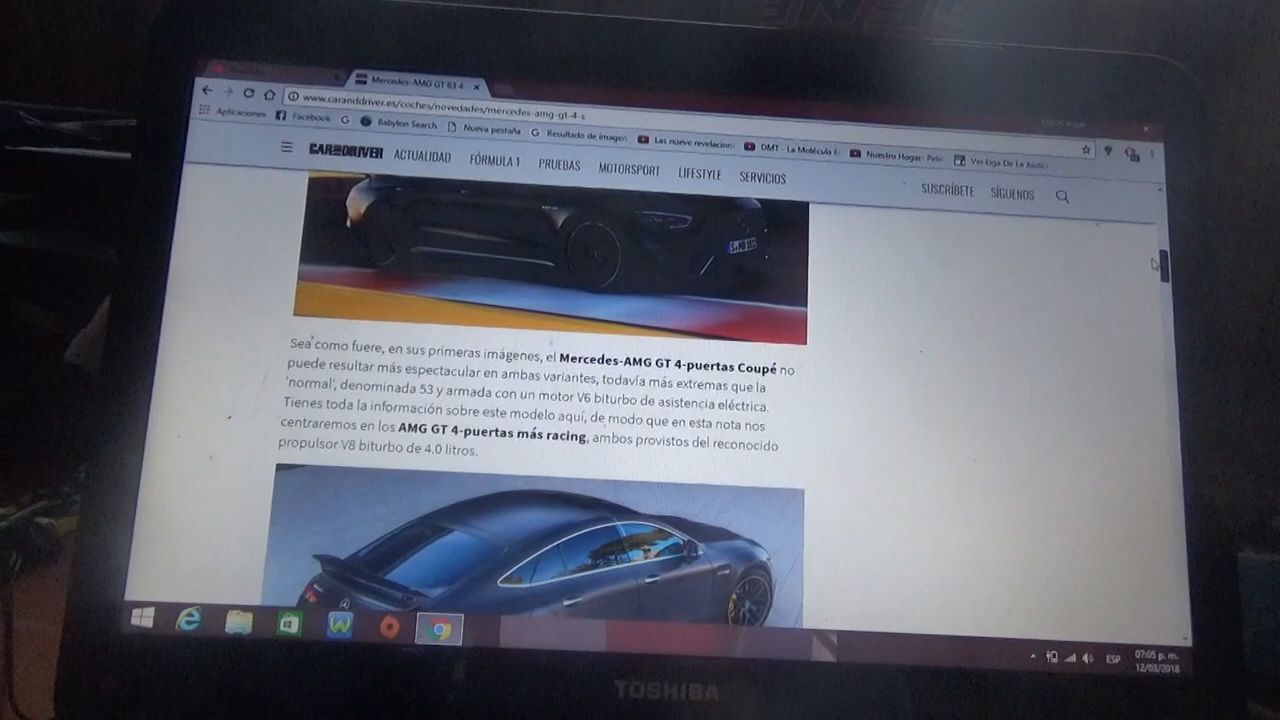 Mercedes-AMG GT 63 4
www.caranddriver.es/coches/novedades/mercedes-amg-gt-4-s
Aplicaciones Facebook G Babylon Search Nueva pestaña G Resultado de imagen Las nueve revelacion DMT - La Molécula Nuestro Hogar- Ver Liga De La Justic
CAR AND DRIVER ACTUALIDAD FÓRMULA 1 PRUEBAS MOTORSPORT LIFESTYLE SERVICIOS SUSCRÍBETE SÍGUENOS
Sea como fuere, en sus primeras imágenes, el Mercedes-AMG GT 4-puertas Coupé no
puede resultar más espectacular en ambas variantes, todavía más extremas que la
'normal', denominada 53 y armada con un motor V6 biturbo de asistencia eléctrica.
Tienes toda la información sobre este modelo aquí, de modo que en esta nota nos
centraremos en los AMG GT 4-puertas más racing, ambos provistos del reconocido
propulsor V8 biturbo de 4.0 litros.
ESP
07:05 p. m.
12/03/2018
TOSHIBA